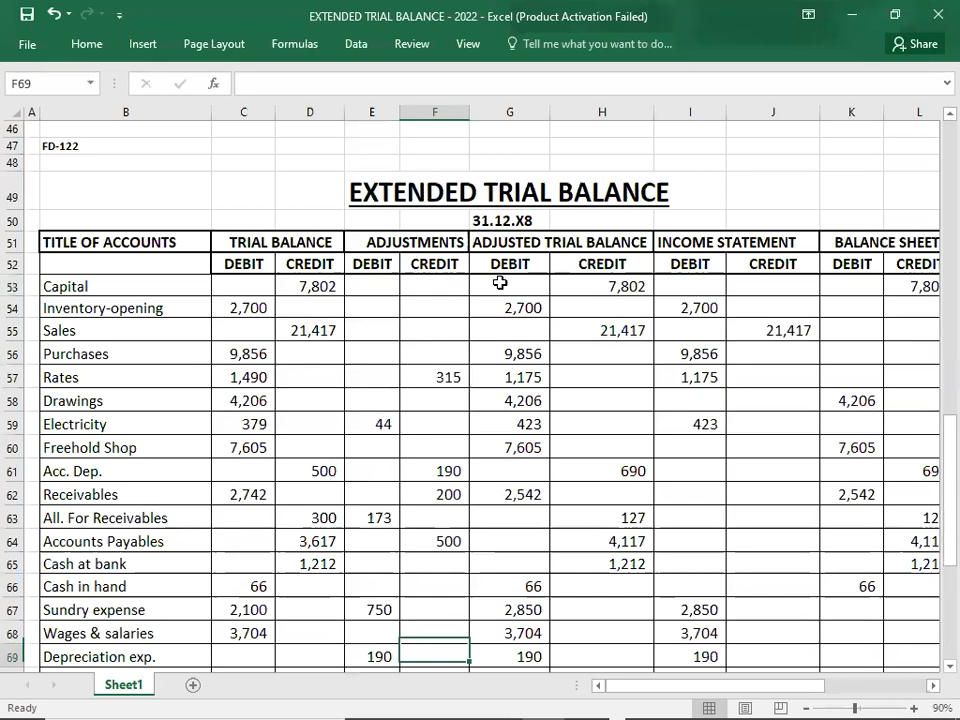 EXTENDED TRIAL BALANCE - 2022 - Excel (Product Activation Failed)
File Home Insert Page Layout Formulas Data Review View Tell me what you want to do... Share
F69 fx
A B C D E F G H I J K L
46
47 FD-122
48
49 EXTENDED TRIAL BALANCE
50 31.12.X8
51 TITLE OF ACCOUNTS TRIAL BALANCE ADJUSTMENTS ADJUSTED TRIAL BALANCE INCOME STATEMENT BALANCE SHEET
52 DEBIT CREDIT DEBIT CREDIT DEBIT CREDIT DEBIT CREDIT DEBIT CREDI
53 Capital 7,802 7,802 7,80
54 Inventory-opening 2,700 2,700 2,700
55 Sales 21,417 21,417 21,417
56 Purchases 9,856 9,856 9,856
57 Rates 1,490 315 1,175 1,175
58 Drawings 4,206 4,206 4,206
59 Electricity 379 44 423 423
60 Freehold Shop 7,605 7,605 7,605
61 Acc. Dep. 500 190 690 69
62 Receivables 2,742 200 2,542 2,542
63 All. For Receivables 300 173 127 12
64 Accounts Payables 3,617 500 4,117 4,11
65 Cash at bank 1,212 1,212 1,21
66 Cash in hand 66 66 66
67 Sundry expense 2,100 750 2,850 2,850
68 Wages & salaries 3,704 3,704 3,704
69 Depreciation exp. 190 190 190
Sheet1
Ready 90%